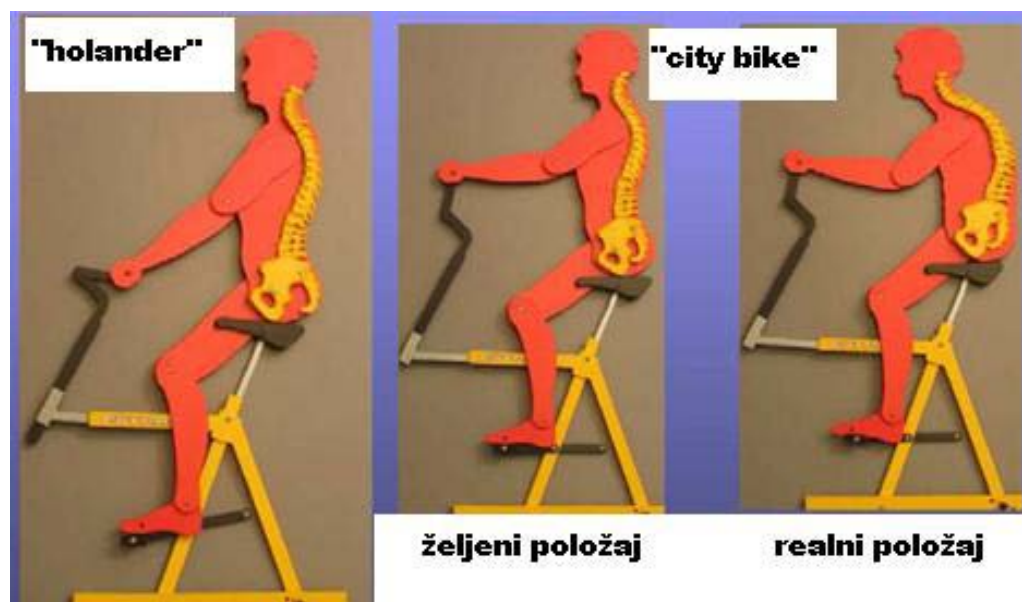 "holander"
"city bike"
željeni položaj
realni položaj